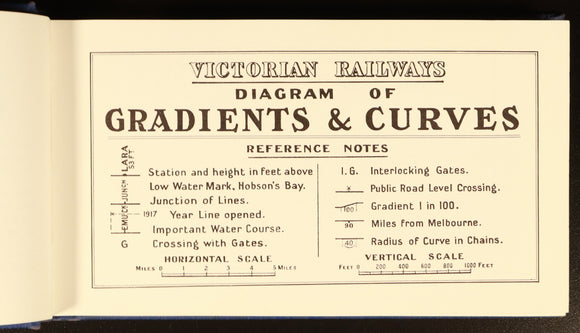 VICTORIAN RAILWAYS
DIAGRAM OF
GRADIENTS & CURVES
REFERENCE NOTES
LARA
53 FT
Station and height in feet above
Low Water Mark, Hobson's Bay.
Junction of Lines.
1917 Year Line opened.
Important Water Course.
G Crossing with Gates.
HORIZONTAL SCALE
MILES 1 0 1 2 3 4 5 MILES
I. G. Interlocking Gates.
Public Road Level Crossing.
100 Gradient 1 in 100.
90 Miles from Melbourne.
40 Radius of Curve in Chains.
VERTICAL SCALE
FEET 0 200 400 600 800 1000 FEET